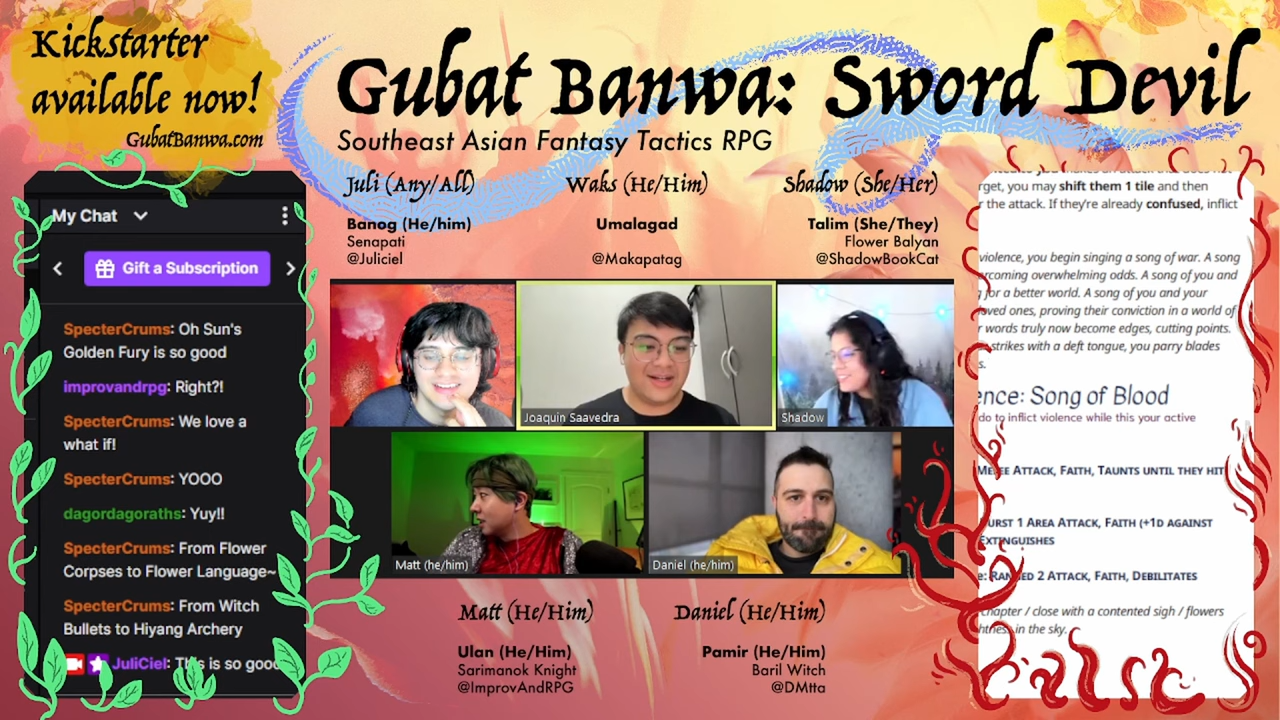 Kickstarter
available now!
GubatBanwa.com
Gubat Banwa: Sword Devil
Southeast Asian Fantasy Tactics RPG
Juli (Any/All)
Banog (He/him)
Senapati
@Juliciel
Waks (He/Him)
Umalagad
@Makapatag
Shadow (She/Her)
Talim (She/They)
Flower Balyan
@ShadowBookCat
My Chat
Gift a Subscription
SpecterCrums: Oh Sun's
Golden Fury is so good
improvandrpg: Right?!
SpecterCrums: We love a
what if!
SpecterCrums: YOOO
dagordagoraths: Yuy!!
SpecterCrums: From Flower
Corpses to Flower Language~
SpecterCrums: From Witch
Bullets to Hiyang Archery
JuliCiel: This is so good
Joaquin Saavedra
Shadow
Matt (he/him)
Daniel (he/him)
Matt (He/Him)
Ulan (He/Him)
Sarimanok Knight
@ImprovAndRPG
Daniel (He/Him)
Pamir (He/Him)
Baril Witch
@DMtta
you may shift them 1 tile and then
the attack. If they're already confused, inflict
violence, you begin singing a song of war. A song
overwhelming odds. A song of you and
for a better world. A song of you and your
ones, proving their conviction in a world of
words truly now become edges, cutting points.
strikes with a deft tongue, you parry blades
Song of Blood
do to inflict violence while this your active
Melee Attack, Faith, Taunts until they hit
1 Area Attack, Faith (+1d against
Extinguishes
Ranged 2 Attack, Faith, Debilitates
chapter / close with a contented sigh / flowers
in the sky.